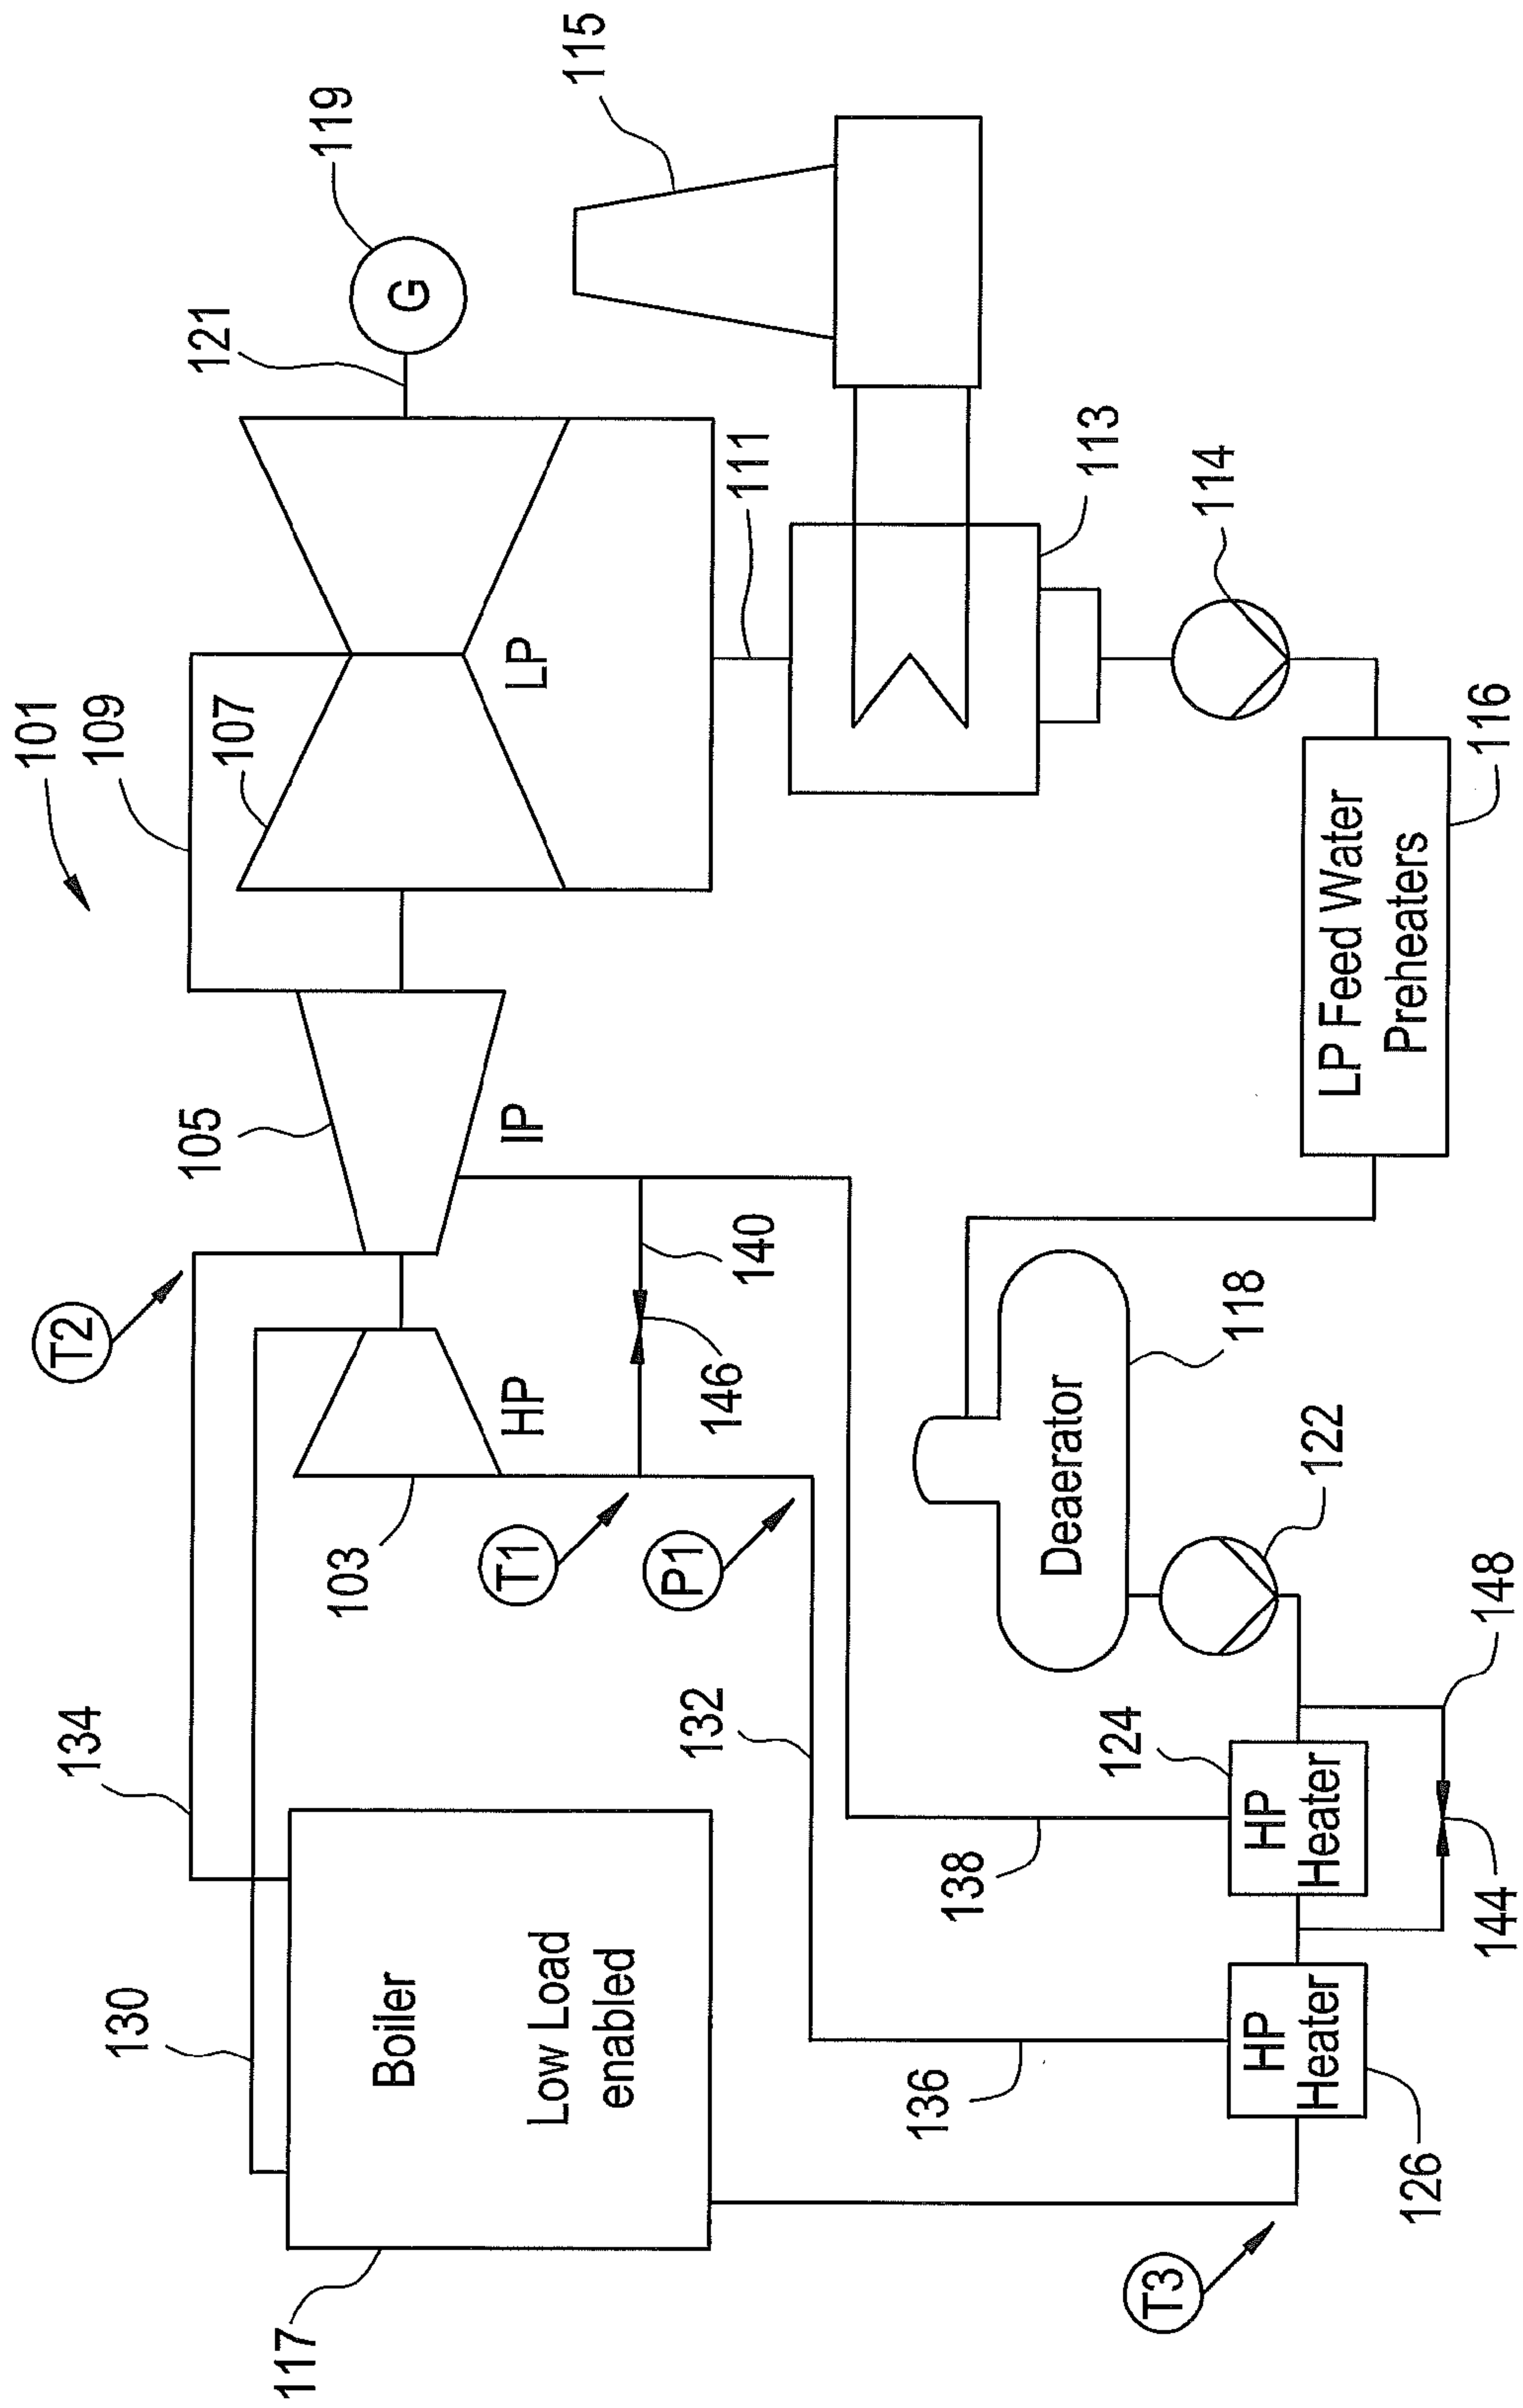 101
109
107
119
121
115
105
T2
134
130
117
Boiler
Low Load
enabled
103
HP
IP
LP
G
111
113
114
T1
P1
140
146
132
138
136
Deaerator
118
122
124
HP
Heater
HP
Heater
126
T3
148
144
LP Feed Water
Preheaters
116